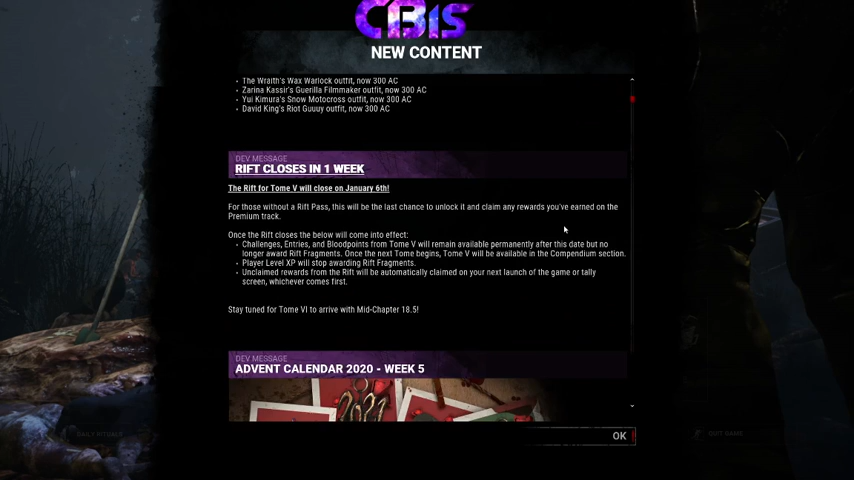 CBIS
NEW CONTENT
• The Wraith's Wax Warlock outfit, now 300 AC
• Zarina Kassir's Guerilla Filmmaker outfit, now 300 AC
• Yui Kimura's Snow Motocross outfit, now 300 AC
• David King's Riot Guuuy outfit, now 300 AC
DEV MESSAGE
RIFT CLOSES IN 1 WEEK
The Rift for Tome V will close on January 6th!
For those without a Rift Pass, this will be the last chance to unlock it and claim any rewards you've earned on the
Premium track.
Once the Rift closes the below will come into effect:
• Challenges, Entries, and Bloodpoints from Tome V will remain available permanently after this date but no
longer award Rift Fragments. Once the next Tome begins, Tome V will be available in the Compendium section.
• Player Level XP will stop awarding Rift Fragments.
• Unclaimed rewards from the Rift will be automatically claimed on your next launch of the game or tally
screen, whichever comes first.
Stay tuned for Tome VI to arrive with Mid-Chapter 18.5!
DEV MESSAGE
ADVENT CALENDAR 2020 - WEEK 5
2021
OK
DAILY RITUALS
QUIT GAME